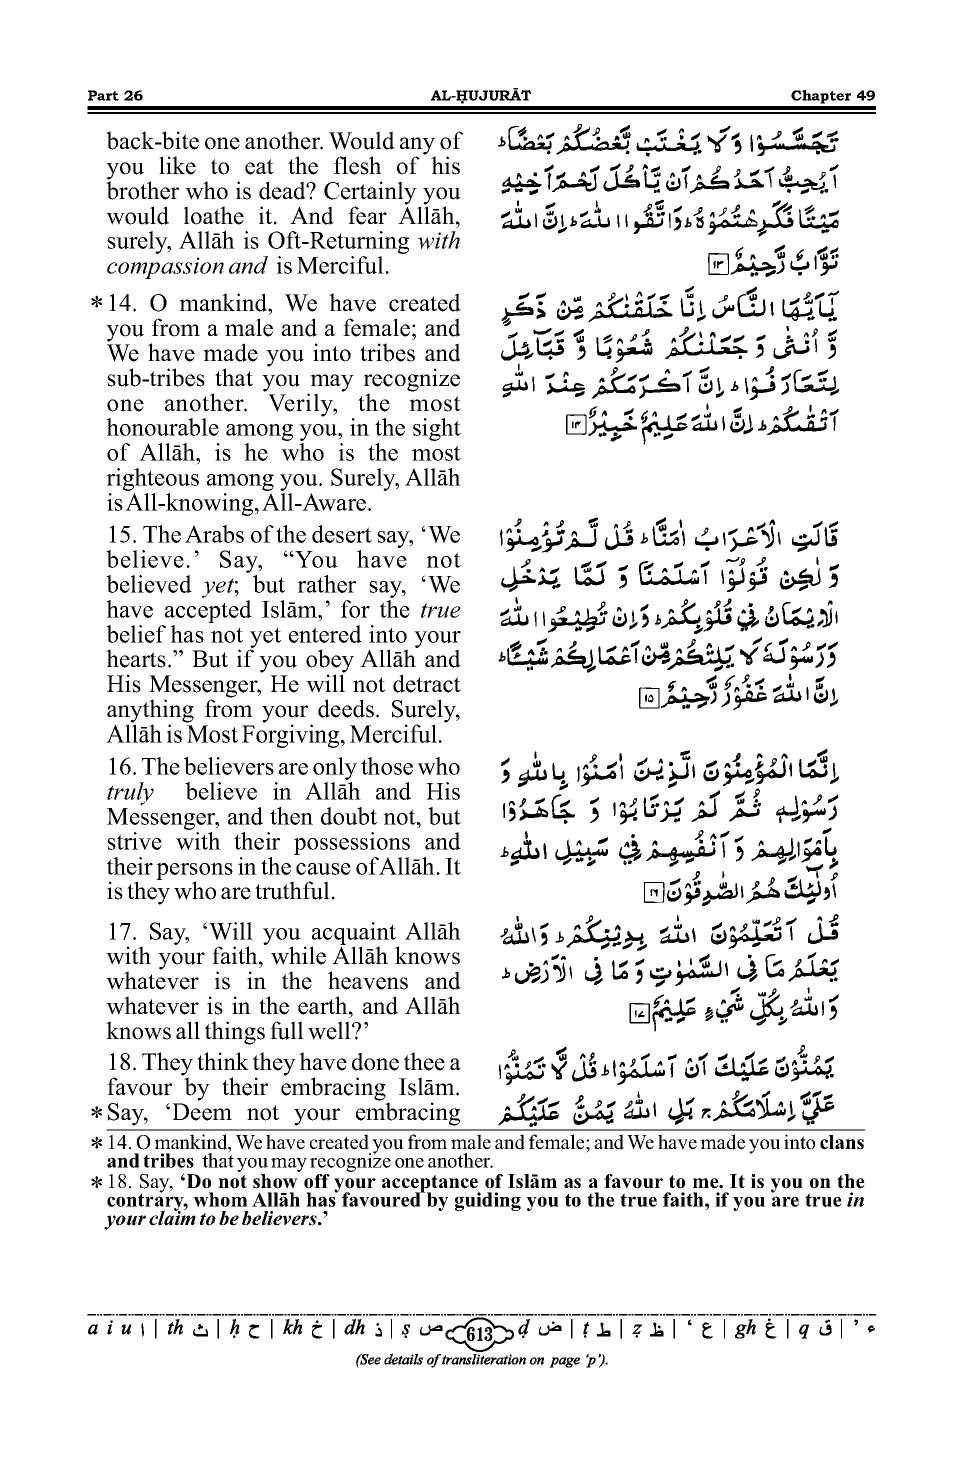 Part 26 AL-ḤUJURĀT Chapter 49
back-bite one another. Would any of
you like to eat the flesh of his
brother who is dead? Certainly you
would loathe it. And fear Allāh,
surely, Allāh is Oft-Returning with
compassion and is Merciful.
*14. O mankind, We have created
you from a male and a female; and
We have made you into tribes and
sub-tribes that you may recognize
one another. Verily, the most
honourable among you, in the sight
of Allāh, is he who is the most
righteous among you. Surely, Allāh
is All-knowing, All-Aware.
15. The Arabs of the desert say, ‘We
believe.’ Say, “You have not
believed yet; but rather say, ‘We
have accepted Islām,’ for the true
belief has not yet entered into your
hearts.” But if you obey Allāh and
His Messenger, He will not detract
anything from your deeds. Surely,
Allāh is Most Forgiving, Merciful.
16. The believers are only those who
truly believe in Allāh and His
Messenger, and then doubt not, but
strive with their possessions and
their persons in the cause of Allāh. It
is they who are truthful.
17. Say, ‘Will you acquaint Allāh
with your faith, while Allāh knows
whatever is in the heavens and
whatever is in the earth, and Allāh
knows all things full well?’
18. They think they have done thee a
favour by their embracing Islām.
*Say, ‘Deem not your embracing
تَجَسَّسُوْا وَ لَا يَغْتَبْ بَّعْضُكُمْ بَعْضًا ؕ
اَيُحِبُّ اَحَدُكُمْ اَنْ يَّاْكُلَ لَحْمَ اَخِيْهِ
مَيْتًا فَكَرِهْتُمُوْهُ ؕ وَ اتَّقُوا اللّٰهَ ؕ اِنَّ اللّٰهَ
تَوَّابٌ رَّحِيْمٌ ۱۳
يٰۤاَيُّهَا النَّاسُ اِنَّا خَلَقْنٰكُمْ مِّنْ ذَكَرٍ
وَّ اُنْثٰى وَ جَعَلْنٰكُمْ شُعُوْبًا وَّ قَبَآئِلَ
لِتَعَارَفُوْا ؕ اِنَّ اَكْرَمَكُمْ عِنْدَ اللّٰهِ
اَتْقٰىكُمْ ؕ اِنَّ اللّٰهَ عَلِيْمٌ خَبِيْرٌ ۱۴
قَالَتِ الْاَعْرَابُ اٰمَنَّا ؕ قُلْ لَّمْ تُؤْمِنُوْا
وَ لٰكِنْ قُوْلُوْۤا اَسْلَمْنَا وَ لَمَّا يَدْخُلِ
الْاِيْمَانُ فِيْ قُلُوْبِكُمْ ؕ وَ اِنْ تُطِيْعُوا اللّٰهَ
وَ رَسُوْلَهٗ لَا يَلِتْكُمْ مِّنْ اَعْمَالِكُمْ شَيْـًٔا ؕ
اِنَّ اللّٰهَ غَفُوْرٌ رَّحِيْمٌ ۱۵
اِنَّمَا الْمُؤْمِنُوْنَ الَّذِيْنَ اٰمَنُوْا بِاللّٰهِ وَ
رَسُوْلِهٖ ثُمَّ لَمْ يَرْتَابُوْا وَ جَاهَدُوْا
بِاَمْوَالِهِمْ وَ اَنْفُسِهِمْ فِيْ سَبِيْلِ اللّٰهِ ؕ
اُولٰٓئِكَ هُمُ الصّٰدِقُوْنَ ۱۶
قُلْ اَتُعَلِّمُوْنَ اللّٰهَ بِدِيْنِكُمْ ؕ وَ اللّٰهُ
يَعْلَمُ مَا فِي السَّمٰوٰتِ وَ مَا فِي الْاَرْضِ ؕ
وَ اللّٰهُ بِكُلِّ شَيْءٍ عَلِيْمٌ ۱۷
يَمُنُّوْنَ عَلَيْكَ اَنْ اَسْلَمُوْا ؕ قُلْ لَّا تَمُنُّوْا
عَلَيَّ اِسْلَامَكُمْ ۚ بَلِ اللّٰهُ يَمُنُّ عَلَيْكُمْ
*14. O mankind, We have created you from male and female; and We have made you into clans
and tribes that you may recognize one another.
*18. Say, ‘Do not show off your acceptance of Islām as a favour to me. It is you on the
contrary, whom Allāh has favoured by guiding you to the true faith, if you are true in
your claim to be believers.’
a i u ا | th ث | ḥ ح | kh خ | dh ذ | ṣ ص 613 ḍ ض | ṭ ط | ẓ ظ | ‘ ع | gh غ | q ق | ’ ء
(See details of transliteration on page ‘p’).